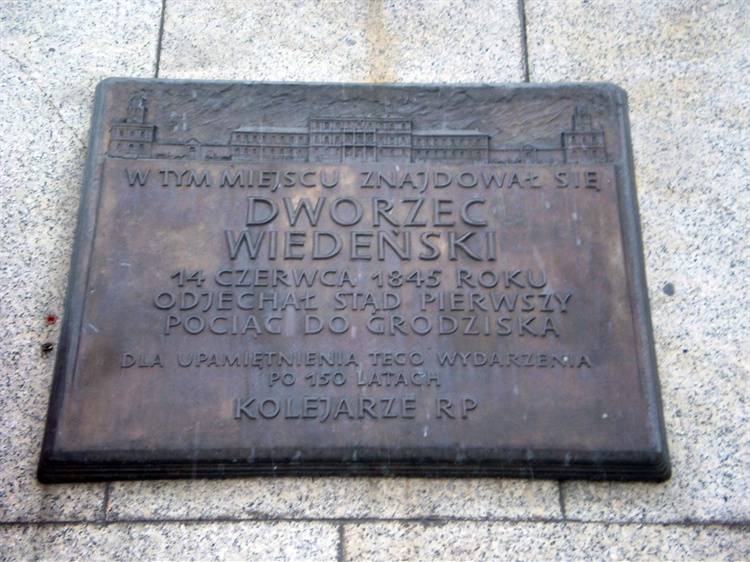 W TYM MIEJSCU ZNAJDOWAŁ SIĘ
DWORZEC
WIEDEŃSKI
14 CZERWCA 1845 ROKU
ODJECHAŁ STĄD PIERWSZY
POCIĄG DO GRODZISKA
DLA UPAMIĘTNIENIA TEGO WYDARZENIA
PO 150 LATACH
KOLEJARZE RP